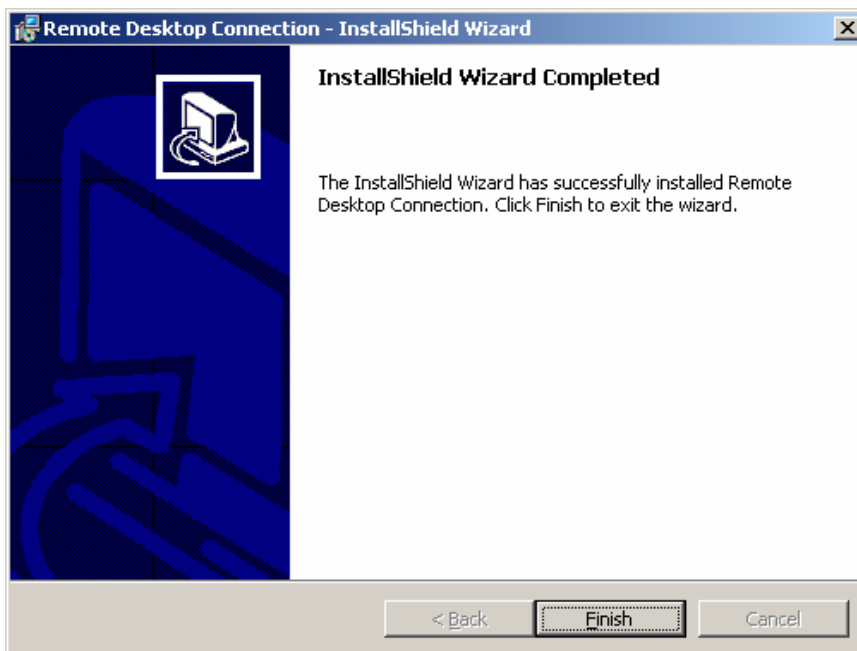 Remote Desktop Connection - InstallShield Wizard
InstallShield Wizard Completed
The InstallShield Wizard has successfully installed Remote
Desktop Connection. Click Finish to exit the wizard.
< Back
Finish
Cancel